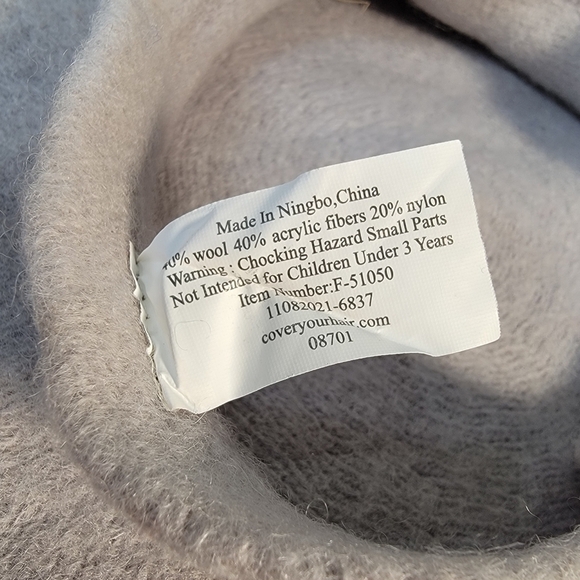 Made In Ningbo,China
40% wool 40% acrylic fibers 20% nylon
Warning : Chocking Hazard Small Parts
Not Intended for Children Under 3 Years
Item Number:F-51050
11082021-6837
coveryourhair.com
08701